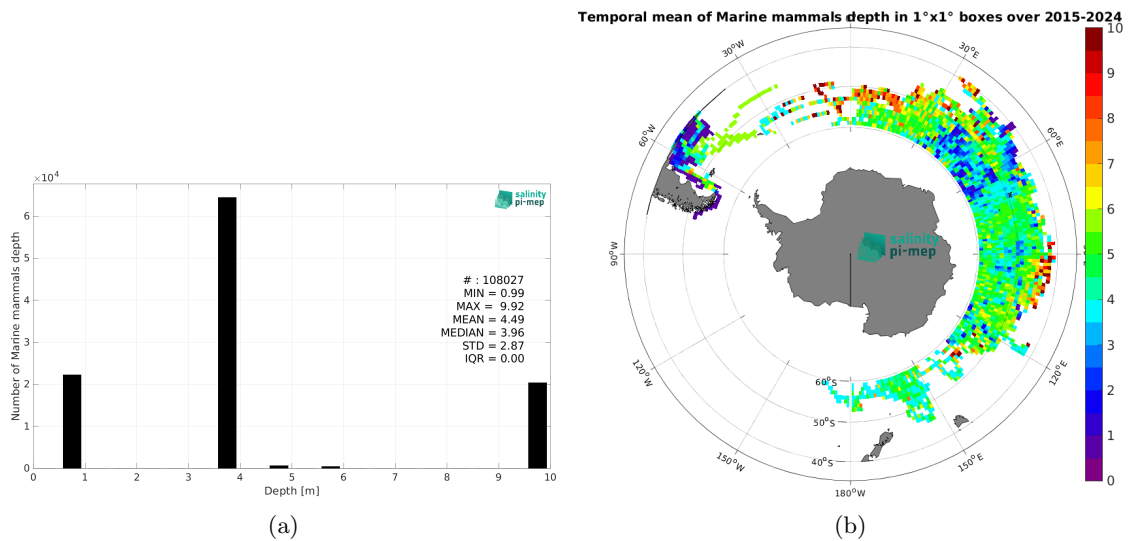 ×10⁴
6
5
4
3
2
1
0
0 1 2 3 4 5 6 7 8 9 10
Number of Marine mammals depth
Depth [m]
salinity
pi-mep
# : 108027
MIN = 0.99
MAX = 9.92
MEAN = 4.49
MEDIAN = 3.96
STD = 2.87
IQR = 0.00
(a)
Temporal mean of Marine mammals depth in 1°x1° boxes over 2015-2024
30°W
30°E
60°W
60°E
90°W
120°W
120°E
150°W
150°E
180°W
60°S
50°S
40°S
salinity
pi-mep
10
9
8
7
6
5
4
3
2
1
0
(b)